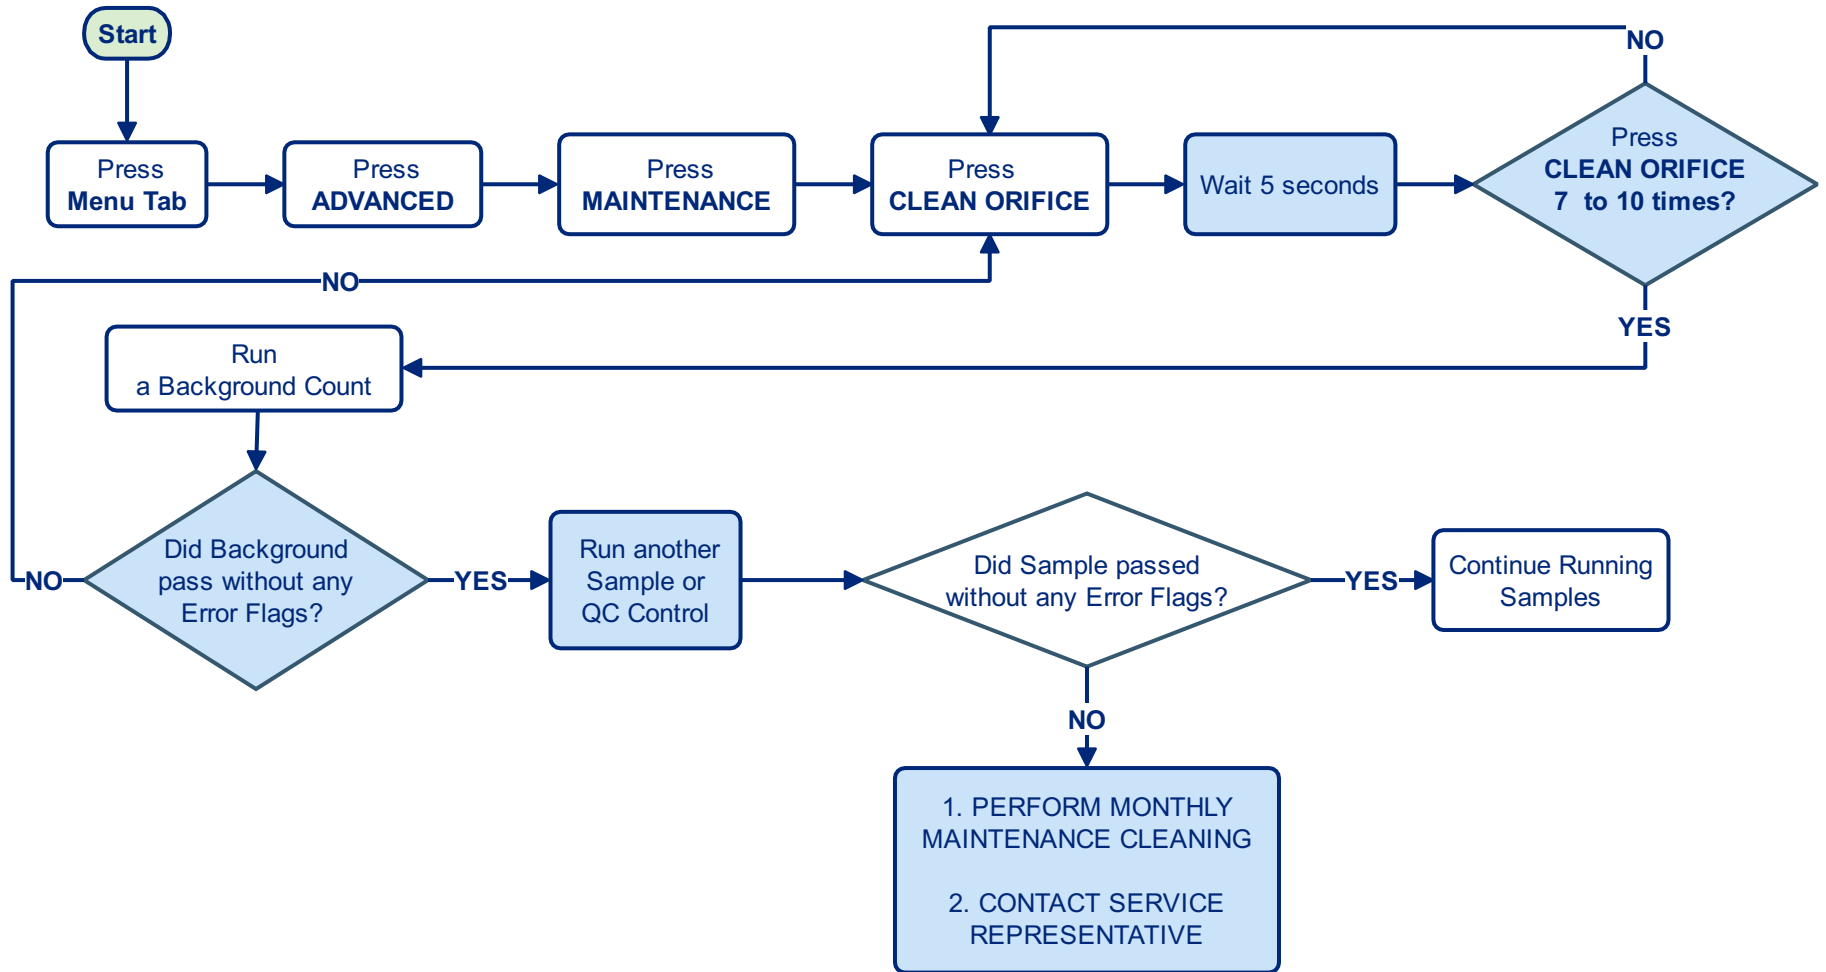 Start
NO
Press
Menu Tab
Press
ADVANCED
Press
MAINTENANCE
Press
CLEAN ORIFICE
Wait 5 seconds
Press
CLEAN ORIFICE
7 to 10 times?
NO
YES
Run
a Background Count
Did Background
pass without any
Error Flags?
NO
YES
Run another
Sample or
QC Control
Did Sample passed
without any Error Flags?
YES
Continue Running
Samples
NO
1. PERFORM MONTHLY
MAINTENANCE CLEANING
2. CONTACT SERVICE
REPRESENTATIVE